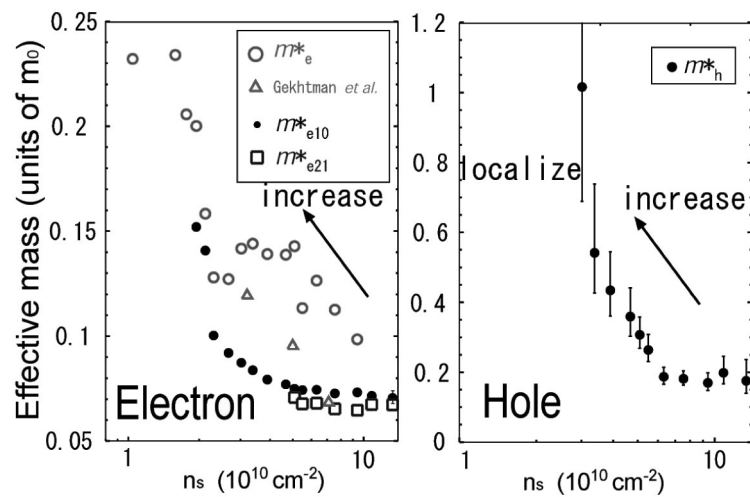 Effective mass (units of m₀)
0.25
0.2
0.15
0.1
0.05
m*e
Gekhtman et al.
m*e10
m*e21
increase
Electron
1
10
ns (10¹⁰ cm⁻²)
1.2
1
0.8
0.6
0.4
0.2
0
m*h
localize
increase
Hole
1
10
ns (10¹⁰ cm⁻²)